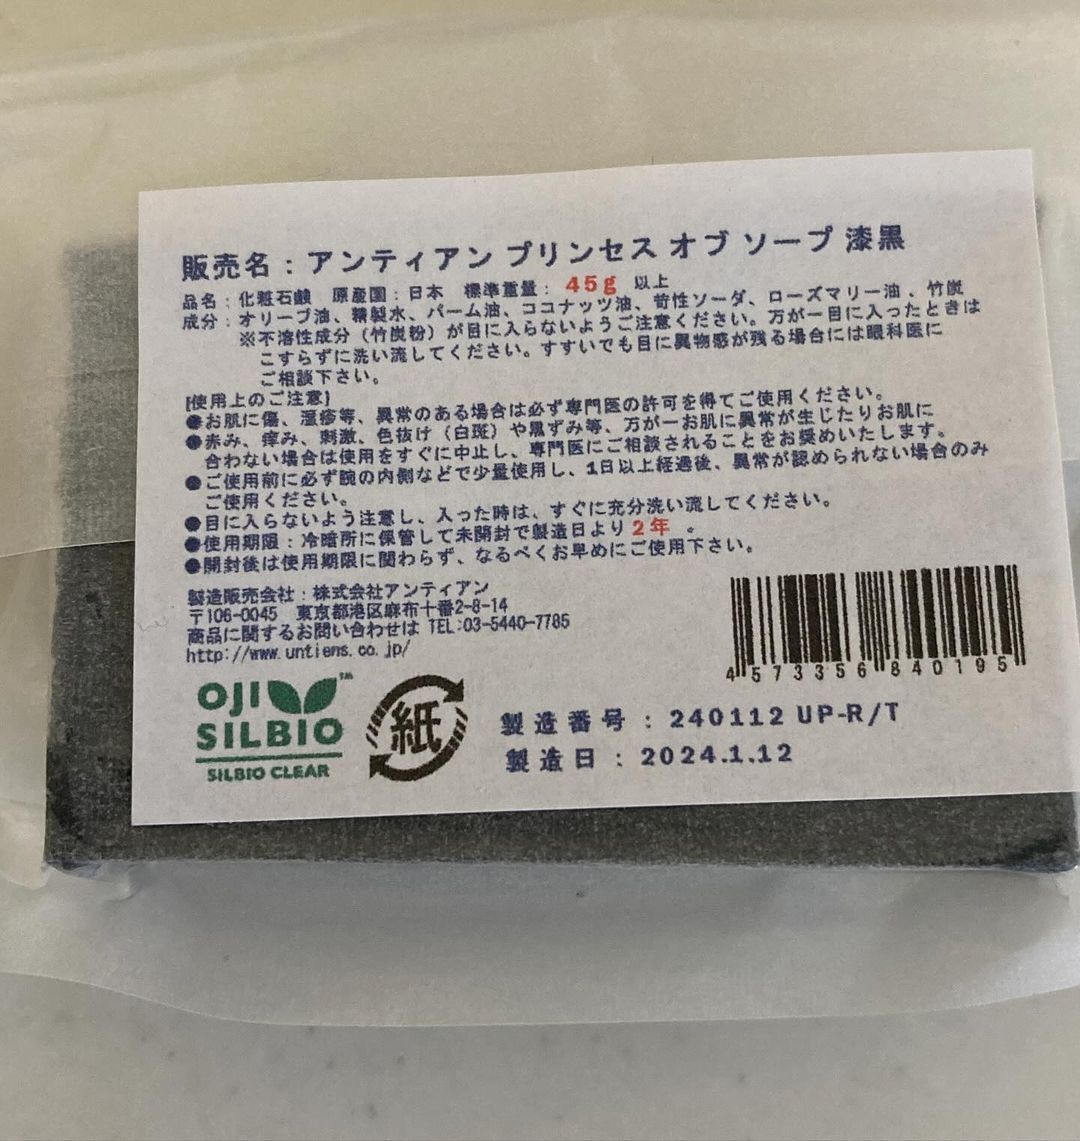 販売名：アンティアン プリンセス オブ ソープ 漆黒
品名：化粧石鹸　原産国：日本　標準重量：45g 以上
成分：オリーブ油、精製水、パーム油、ココナッツ油、苛性ソーダ、ローズマリー油、竹炭
※不溶性成分（竹炭粉）が目に入らないようご注意ください。万が一目に入ったときは
こすらずに洗い流してください。すすいでも目に異物感が残る場合には眼科医に
ご相談下さい。
[使用上のご注意]
●お肌に傷、湿疹等、異常のある場合は必ず専門医の許可を得てご使用ください。
●赤み、痒み、刺激、色抜け（白斑）や黒ずみ等、万が一お肌に異常が生じたりお肌に
合わない場合は使用をすぐに中止し、専門医にご相談されることをお奨めいたします。
●ご使用前に必ず腕の内側などで少量使用し、1日以上経過後、異常が認められない場合のみ
ご使用ください。
●目に入らないよう注意し、入った時は、すぐに充分洗い流してください。
●使用期限：冷暗所に保管して未開封で製造日より2年 。
●開封後は使用期限に関わらず、なるべくお早めにご使用下さい。
製造販売会社：株式会社アンティアン
〒106-0045　東京都港区麻布十番2-8-14
商品に関するお問い合わせは TEL:03-5440-7785
http://www.untiens.co.jp/
4573356840195
OJI™
SILBIO
SILBIO CLEAR
紙
製造番号：240112 UP-R/T
製造日：2024.1.12